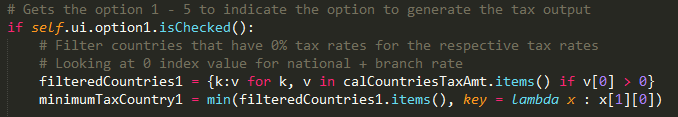 # Gets the option 1 - 5 to indicate the option to generate the tax output
if self.ui.option1.isChecked():
    # Filter countries that have 0% tax rates for the respective tax rates
    # Looking at 0 index value for national + branch rate
    filteredCountries1 = {k:v for k, v in calCountriesTaxAmt.items() if v[0] > 0}
    minimumTaxCountry1 = min(filteredCountries1.items(), key = lambda x : x[1][0])